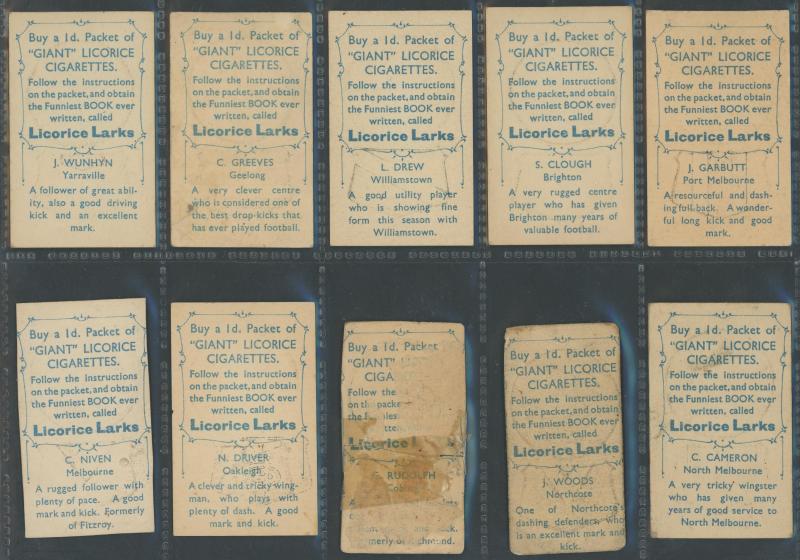 Buy a 1d. Packet of
"GIANT" LICORICE
CIGARETTES.
Follow the instructions
on the packet, and obtain
the Funniest BOOK ever
written, called
Licorice Larks
J. WUNHYN
Yarraville
A follower of great abil-
ity, also a good driving
kick and an excellent
mark.
Buy a 1d. Packet of
"GIANT" LICORICE
CIGARETTES.
Follow the instructions
on the packet, and obtain
the Funniest BOOK ever
written, called
Licorice Larks
C. GREEVES
Geelong
A very clever centre
who is considered one of
the best drop-kicks that
has ever played football.
Buy a 1d. Packet of
"GIANT" LICORICE
CIGARETTES.
Follow the instructions
on the packet, and obtain
the Funniest BOOK ever
written, called
Licorice Larks
L. DREW
Williamstown
A good utility player
who is showing fine
form this season with
Williamstown.
Buy a 1d. Packet of
"GIANT" LICORICE
CIGARETTES.
Follow the instructions
on the packet, and obtain
the Funniest BOOK ever
written, called
Licorice Larks
S. CLOUGH
Brighton
A very rugged centre
player who has given
Brighton many years of
valuable football.
Buy a 1d. Packet of
"GIANT" LICORICE
CIGARETTES.
Follow the instructions
on the packet, and obtain
the Funniest BOOK ever
written, called
Licorice Larks
J. GARBUTT
Port Melbourne
A resourceful and dash-
ing full back. A wonder-
ful long kick and good
mark.
Buy a 1d. Packet of
"GIANT" LICORICE
CIGARETTES.
Follow the instructions
on the packet, and obtain
the Funniest BOOK ever
written, called
Licorice Larks
C. NIVEN
Melbourne
A rugged follower with
plenty of pace. A good
mark and kick. Formerly
of Fitzroy.
Buy a 1d. Packet of
"GIANT" LICORICE
CIGARETTES.
Follow the instructions
on the packet, and obtain
the Funniest BOOK ever
written, called
Licorice Larks
N. DRIVER
Oakleigh
A clever and tricky wing-
man, who plays with
plenty of dash. A good
mark and kick.
Buy a 1d. Packet
"GIANT"
CIGA
Follow the
on the packe
the F
Licorice Larks
RUDOLPH
and kick.
Richmond.
Buy a 1d. Packet of
"GIANT" LICORICE
CIGARETTES.
Follow the instructions
on the packet, and obtain
the Funniest BOOK ever
written, called
Licorice Larks
J. WOODS
Northcote
One of Northcote's
dashing defenders, who
is an excellent mark and
kick.
Buy a 1d. Packet of
"GIANT" LICORICE
CIGARETTES.
Follow the instructions
on the packet, and obtain
the Funniest BOOK ever
written, called
Licorice Larks
C. CAMERON
North Melbourne
A very tricky wingster
who has given many
years of good service to
North Melbourne.